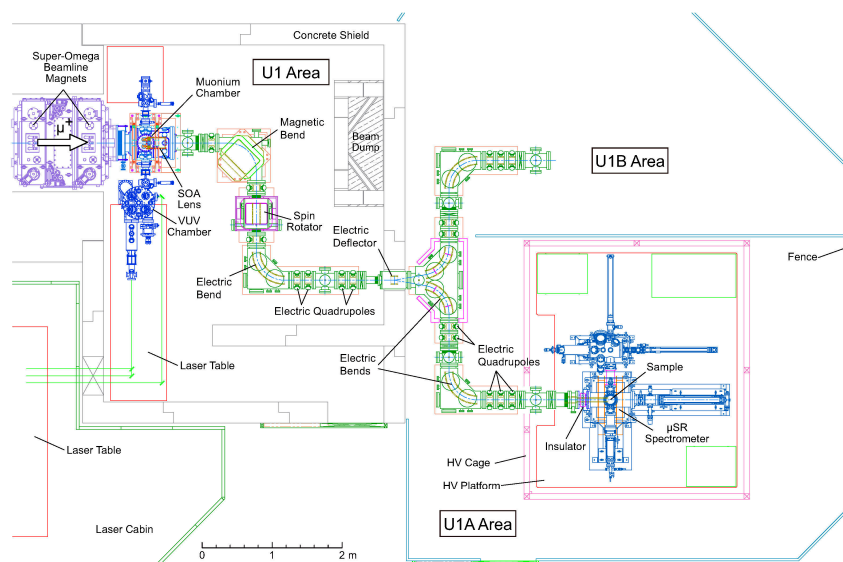 Concrete Shield
Super-Omega
Beamline
Magnets
U1 Area
Muonium
Chamber
Magnetic
Bend
μ+
Beam
Dump
U1B Area
SOA
Lens
VUV
Chamber
Spin
Rotator
Electric
Deflector
Fence
Electric
Bend
Electric Quadrupoles
Laser Table
Electric
Bends
Electric
Quadrupoles
Sample
Insulator
μSR
Spectrometer
Laser Table
HV Cage
HV Platform
Laser Cabin
U1A Area
0 1 2 m